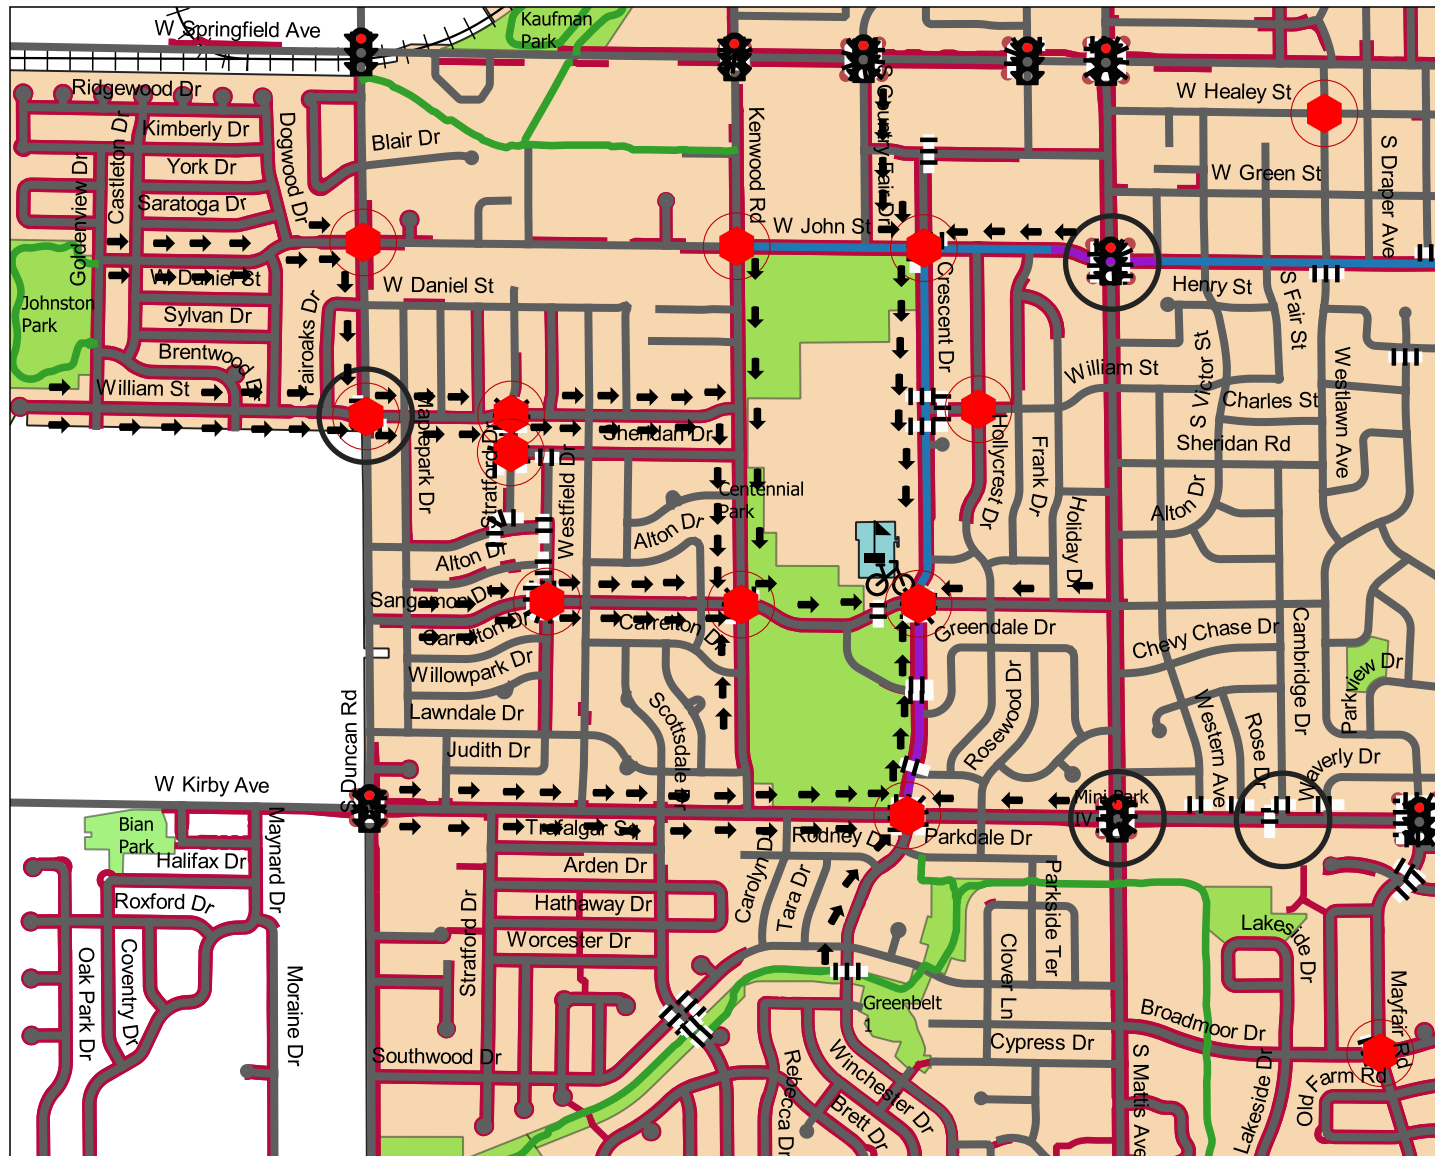 W Springfield Ave
Kaufman
Park
Ridgewood Dr
Kimberly Dr
York Dr
Saratoga Dr
Castleton Dr
Goldenview Dr
Dogwood Dr
Blair Dr
Kenwood Rd
S Country Fair Dr
W Healey St
W Green St
S Draper Ave
W John St
W Daniel St
W Daniel St
Johnston
Park
Sylvan Dr
Brentwood Dr
William St
Fairoaks Dr
Crescent Dr
Henry St
S Fair St
William St
S Victor St
Westlawn Ave
Charles St
Sheridan Rd
Sheridan Dr
Maplepark Dr
Stratford Dr
Westfield Dr
Hollycrest Dr
Frank Dr
Holiday Dr
Centennial
Park
Alton Dr
Alton Dr
Alton Dr
Sangamon Dr
Carrelton Dr
Carrelton Dr
Greendale Dr
Chevy Chase Dr
Cambridge Dr
Parkview Dr
Willowpark Dr
Lawndale Dr
Judith Dr
Scottsdale Dr
Rosewood Dr
Western Ave
Rose Dr
Waverly Dr
S Duncan Rd
W Kirby Ave
Mini Park
IV
Bian
Park
Halifax Dr
Maynard Dr
Roxford Dr
Trefalgar Sq
Arden Dr
Hathaway Dr
Worcester Dr
Rodney Dr
Parkdale Dr
Carolyn Dr
Tara Dr
Parkside Ter
Clover Ln
Lakeside Dr
Stratford Dr
Oak Park Dr
Coventry Dr
Moraine Dr
Greenbelt
1
Broadmoor Dr
Mayfair Rd
Cypress Dr
Southwood Dr
Rebecca Dr
Winchester Dr
Brett Dr
S Mattis Ave
Lakeside Dr
Old Farm Rd